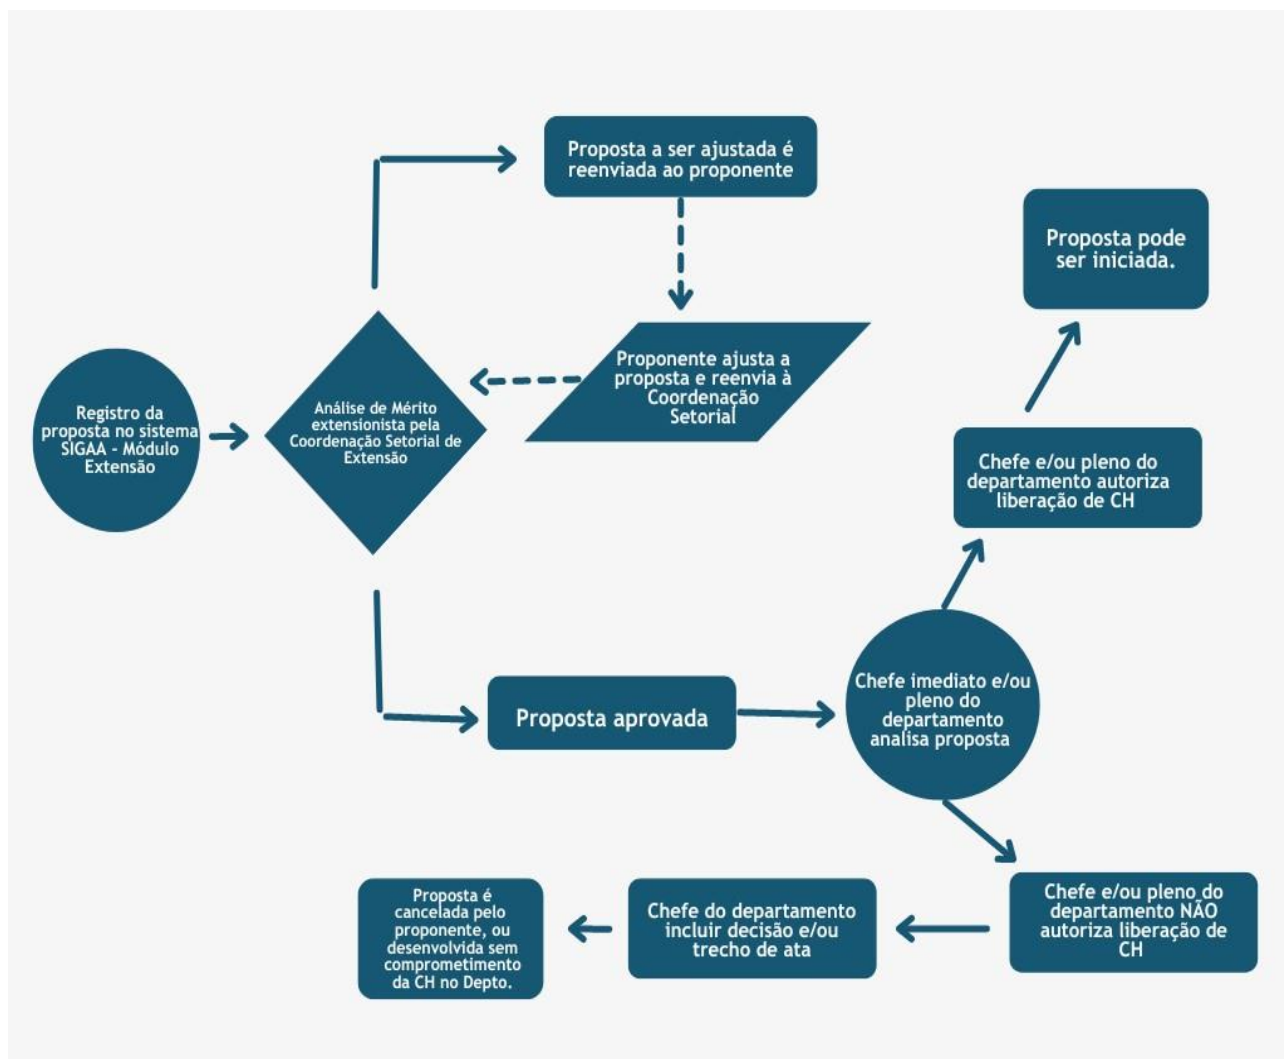 Proposta a ser ajustada é
reenviada ao proponente
Proposta pode
ser iniciada.
Proponente ajusta a
proposta e reenvia à
Coordenação
Setorial
Registro da
proposta no sistema
SIGAA - Módulo
Extensão
Análise de Mérito
extensionista pela
Coordenação Setorial de
Extensão
Chefe e/ou pleno do
departamento autoriza
liberação de CH
Proposta aprovada
Chefe imediato e/ou
pleno do
departamento
analisa proposta
Proposta é
cancelada pelo
proponente, ou
desenvolvida sem
comprometimento
da CH no Depto.
Chefe do departamento
incluir decisão e/ou
trecho de ata
Chefe e/ou pleno do
departamento NÃO
autoriza liberação de
CH